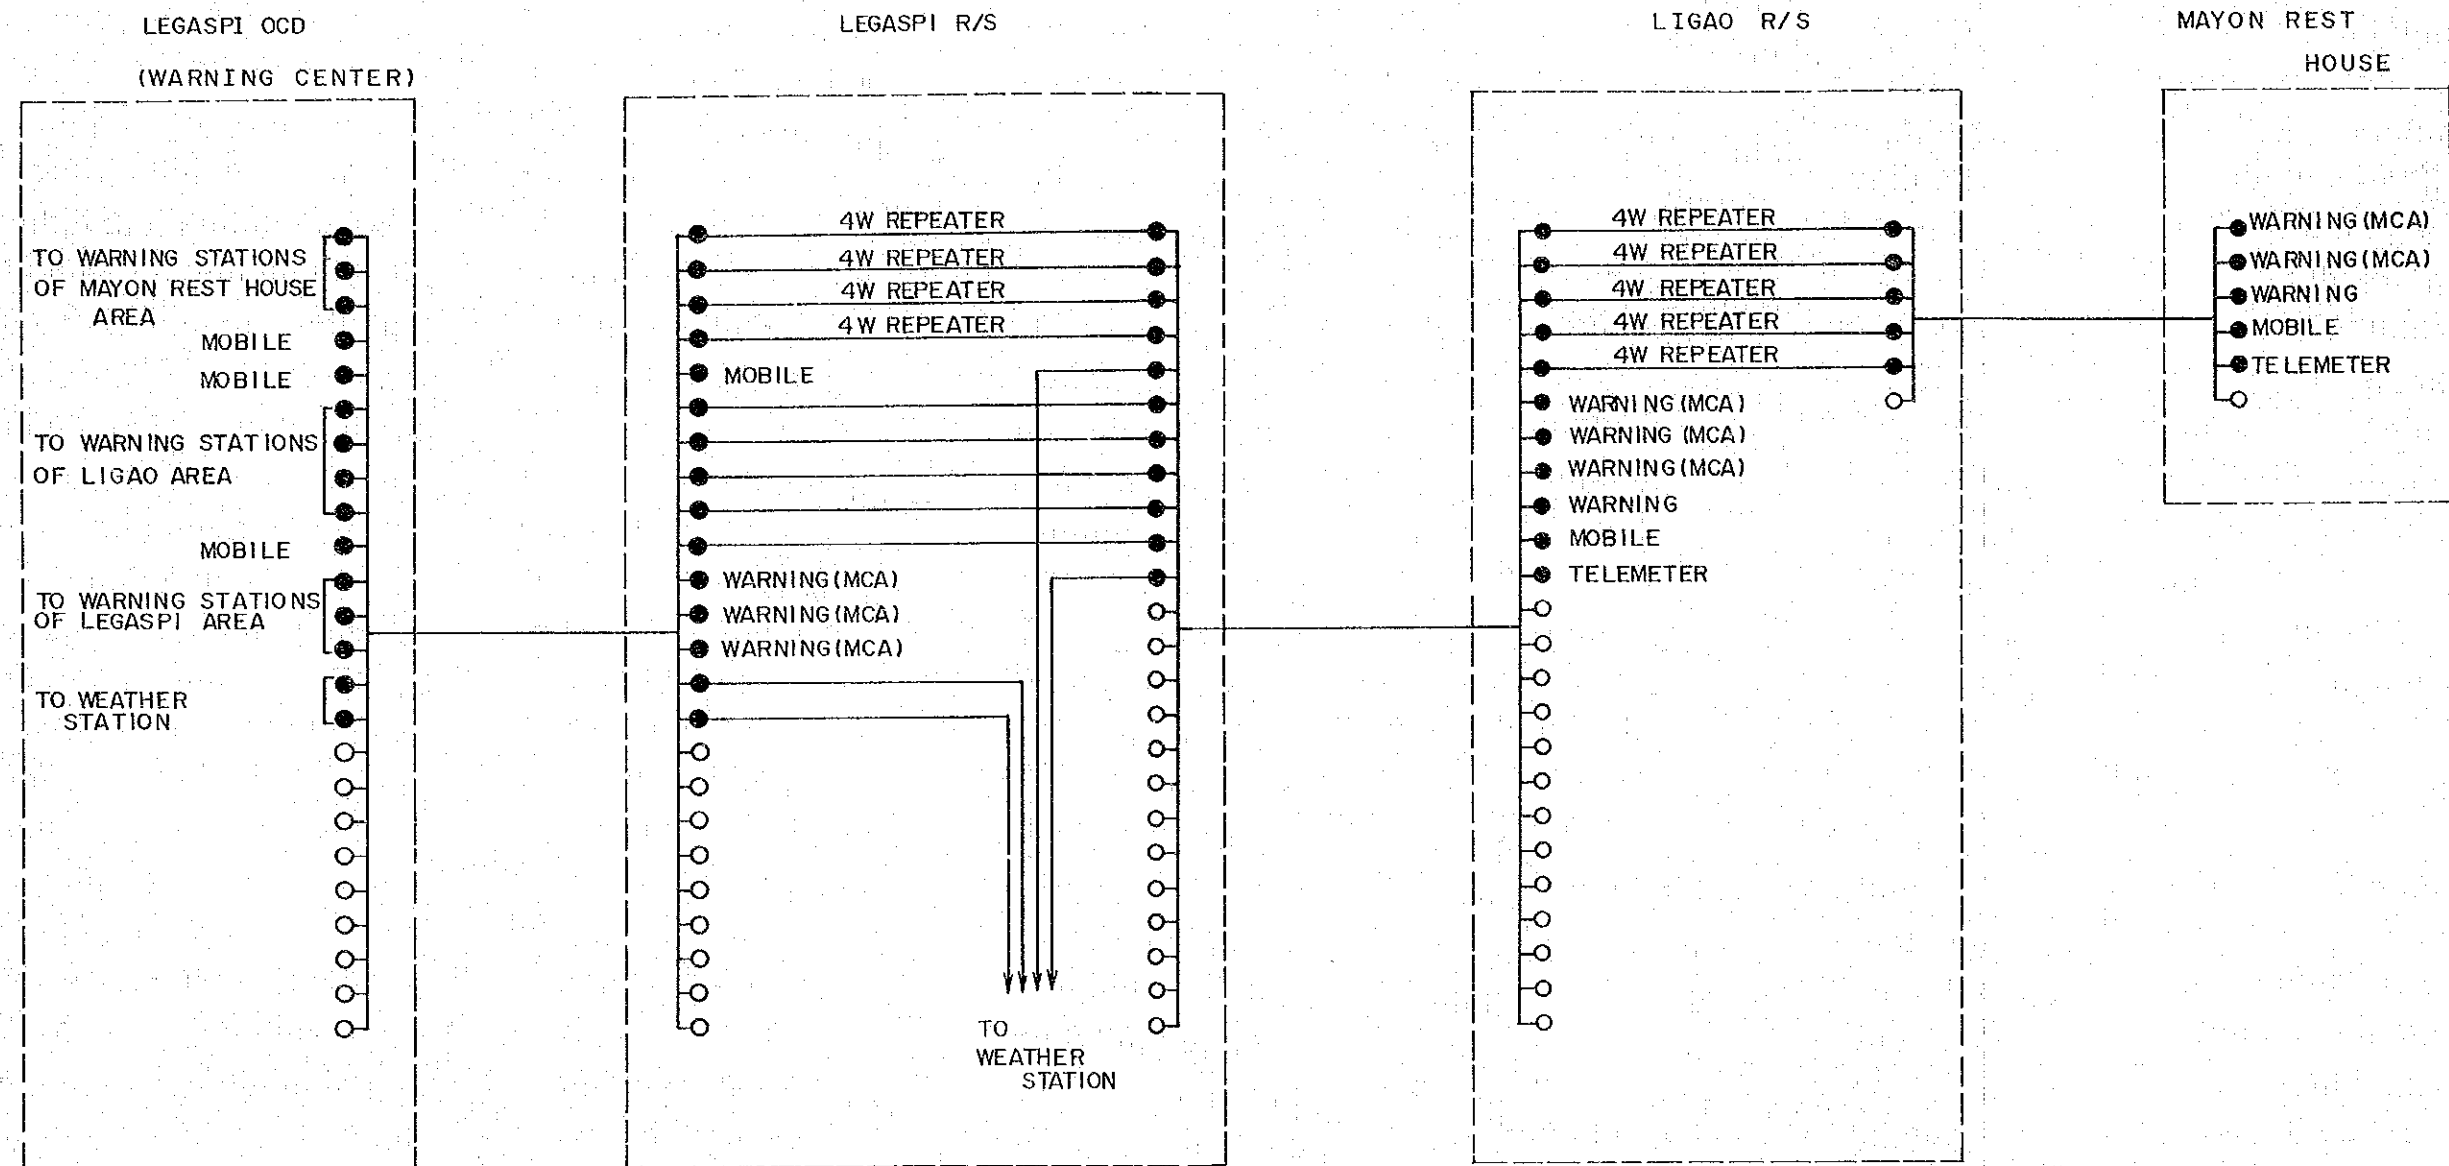 LEGASPI OCD
(WARNING CENTER)
TO WARNING STATIONS
OF MAYON REST HOUSE
AREA
MOBILE
MOBILE
TO WARNING STATIONS
OF LIGAO AREA
MOBILE
TO WARNING STATIONS
OF LEGASPI AREA
TO WEATHER
STATION
LEGASPI R/S
4W REPEATER
4W REPEATER
4W REPEATER
4W REPEATER
MOBILE
WARNING(MCA)
WARNING(MCA)
WARNING(MCA)
TO
WEATHER
STATION
LIGAO R/S
4W REPEATER
4W REPEATER
4W REPEATER
4W REPEATER
4W REPEATER
WARNING(MCA)
WARNING(MCA)
WARNING(MCA)
WARNING
MOBILE
TELEMETER
MAYON REST
HOUSE
WARNING(MCA)
WARNING(MCA)
WARNING
MOBILE
TELEMETER